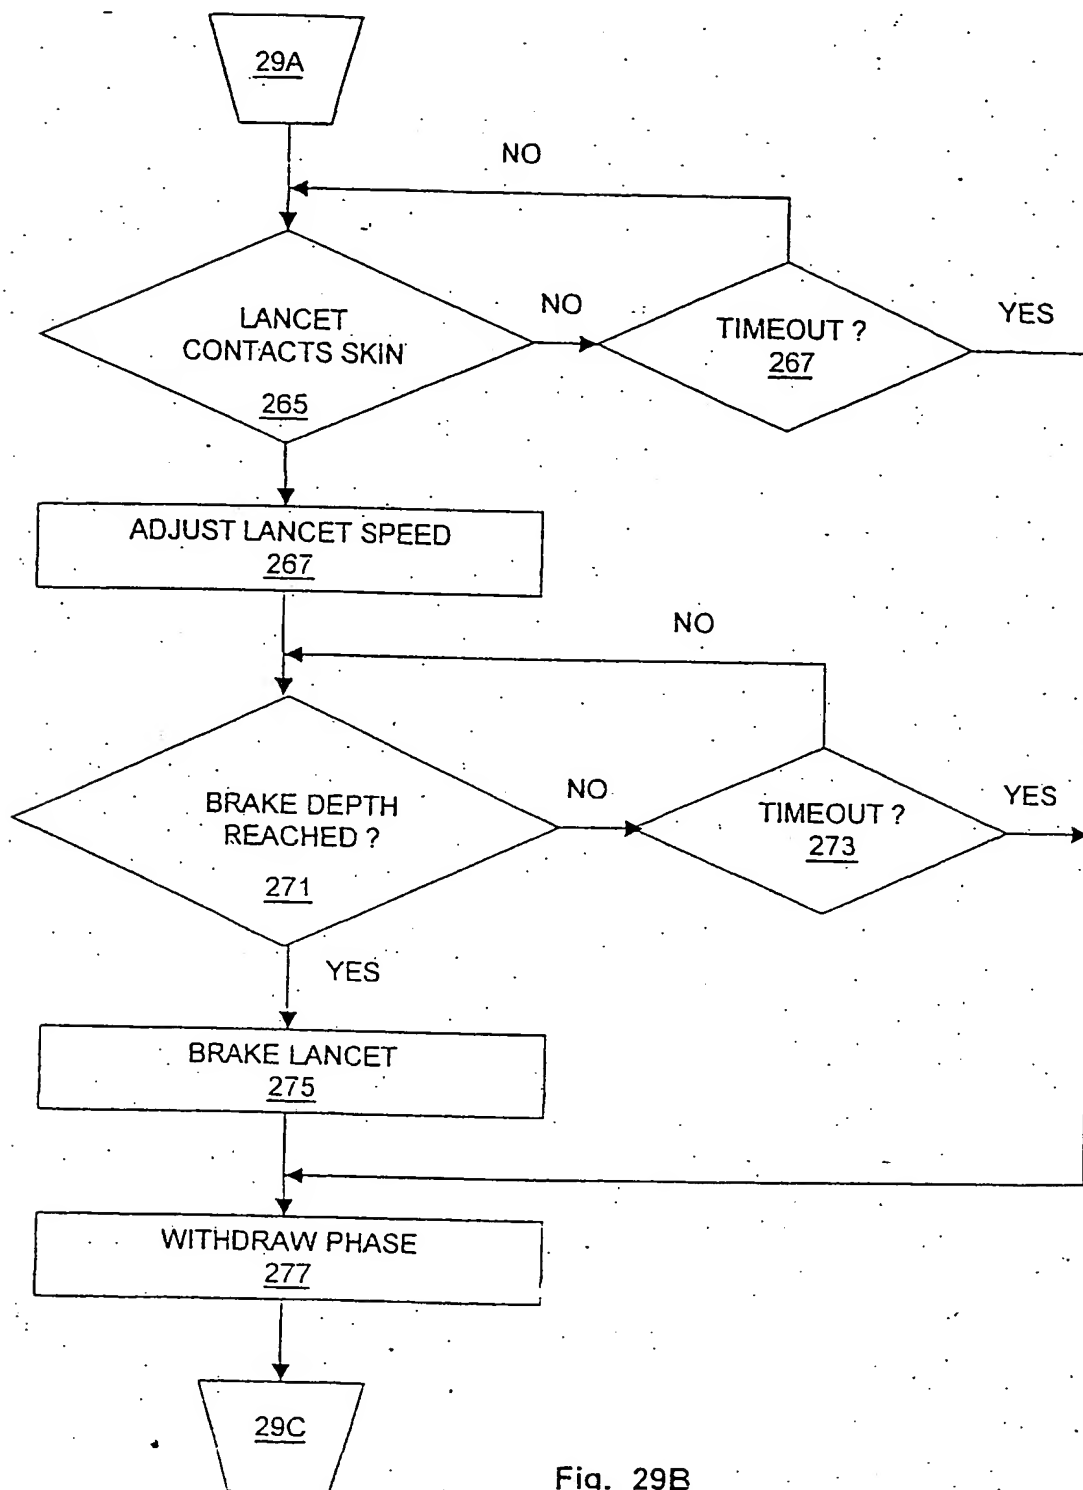 29A
NO
LANCET
CONTACTS SKIN
265
NO
TIMEOUT ?
267
YES
ADJUST LANCET SPEED
267
NO
BRAKE DEPTH
REACHED ?
271
NO
TIMEOUT ?
273
YES
YES
BRAKE LANCET
275
WITHDRAW PHASE
277
29C
Fig. 29B